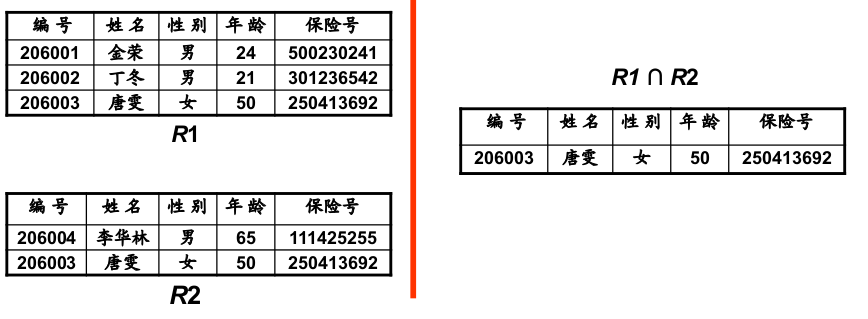 编 号 姓 名 性 别 年 龄 保险号
206001 金荣 男 24 500230241
206002 丁冬 男 21 301236542
206003 唐雯 女 50 250413692
R1
编 号 姓 名 性 别 年 龄 保险号
206004 李华林 男 65 111425255
206003 唐雯 女 50 250413692
R2
R1 ∩ R2
编 号 姓 名 性 别 年 龄 保险号
206003 唐雯 女 50 250413692